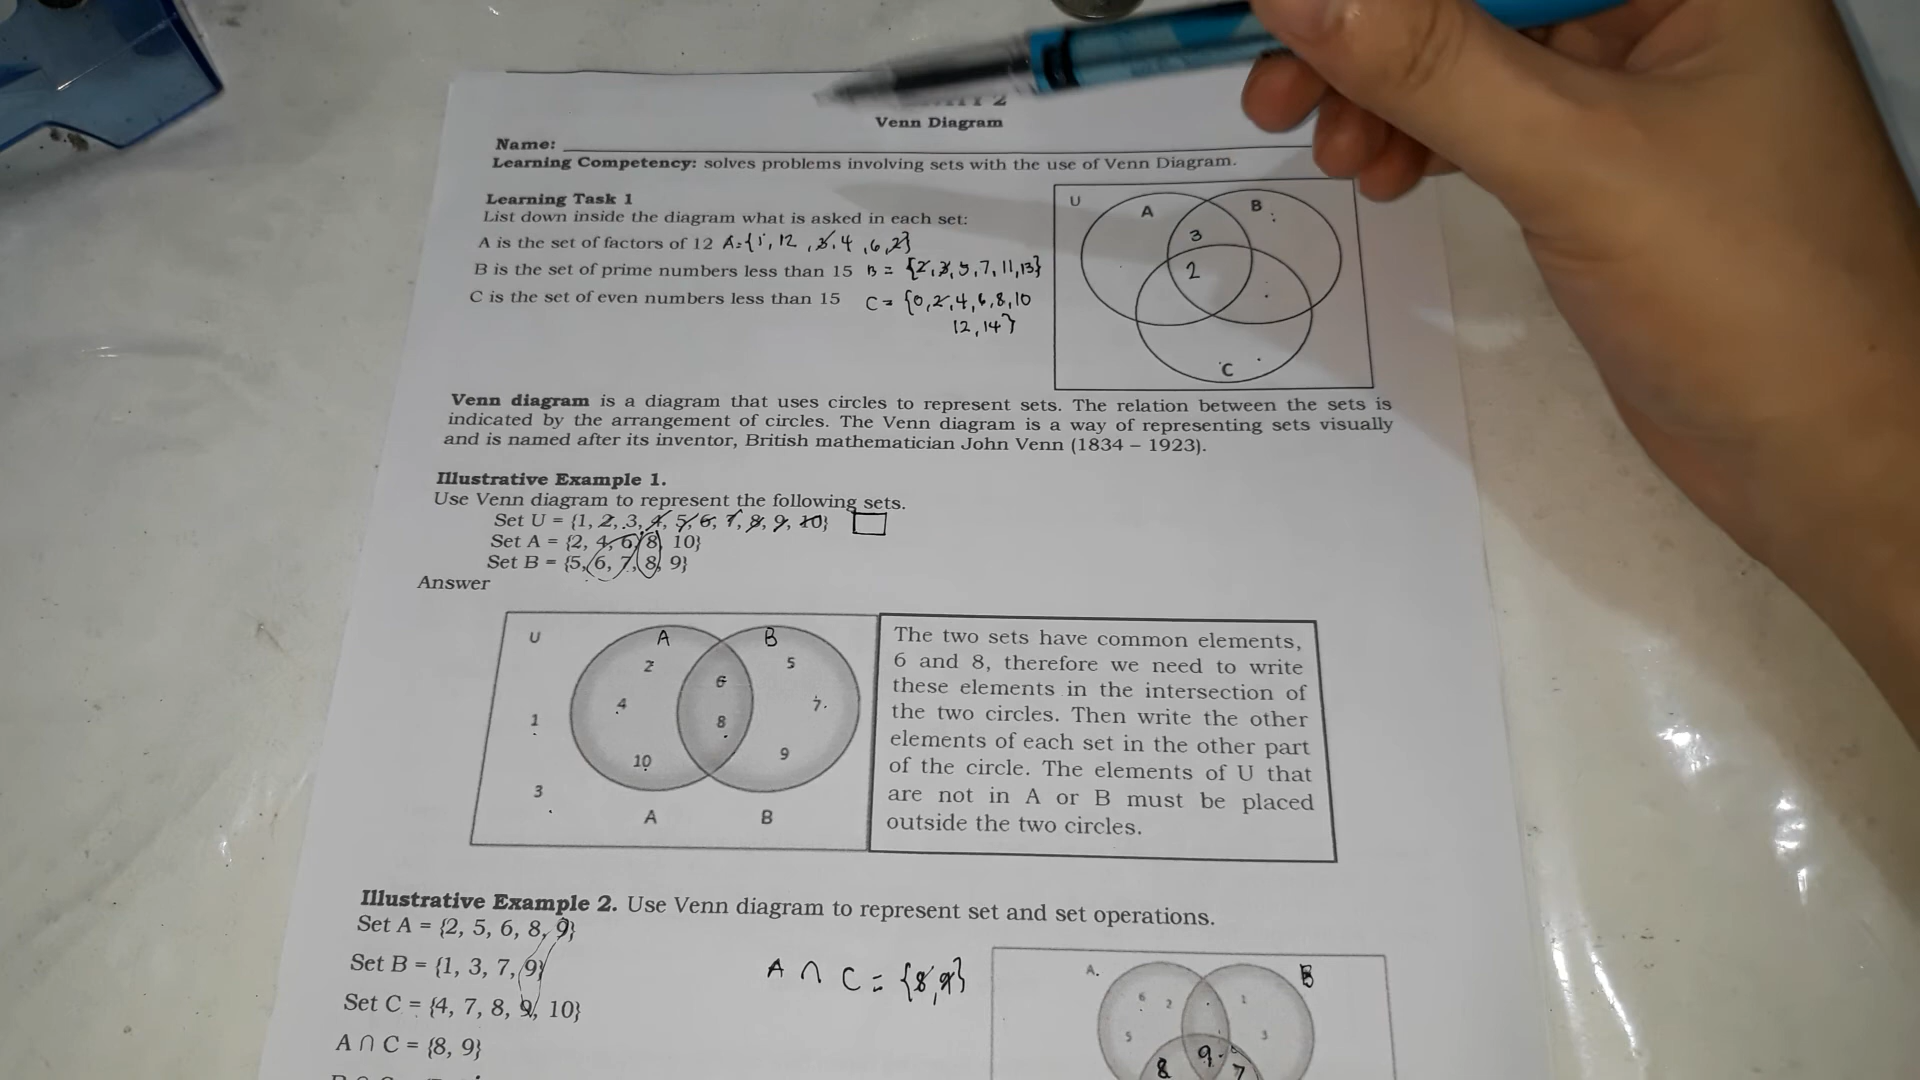 2
Venn Diagram
Name:
Learning Competency: solves problems involving sets with the use of Venn Diagram.
Learning Task 1
List down inside the diagram what is asked in each set:
A is the set of factors of 12 A={1, 12, 3, 4, 6, 2}
B is the set of prime numbers less than 15 B = {2, 3, 5, 7, 11, 13}
C is the set of even numbers less than 15 C = {0, 2, 4, 6, 8, 10
12, 14}
U
A
B
3
2
C
Venn diagram is a diagram that uses circles to represent sets. The relation between the sets is
indicated by the arrangement of circles. The Venn diagram is a way of representing sets visually
and is named after its inventor, British mathematician John Venn (1834 – 1923).
Illustrative Example 1.
Use Venn diagram to represent the following sets.
Set U = {1, 2, 3, 4, 5, 6, 7, 8, 9, 10}
Set A = {2, 4, 6, 8, 10}
Set B = {5, 6, 7, 8, 9}
Answer
U
A
B
2
5
6
4
7
1
8
10
9
3
A
B
The two sets have common elements,
6 and 8, therefore we need to write
these elements in the intersection of
the two circles. Then write the other
elements of each set in the other part
of the circle. The elements of U that
are not in A or B must be placed
outside the two circles.
Illustrative Example 2. Use Venn diagram to represent set and set operations.
Set A = {2, 5, 6, 8, 9}
Set B = {1, 3, 7, 9}
Set C = {4, 7, 8, 9, 10}
A ∩ C = {8, 9}
A ∩ C = {8, 9}
A.
B
6
2
1
5
3
9
8
7